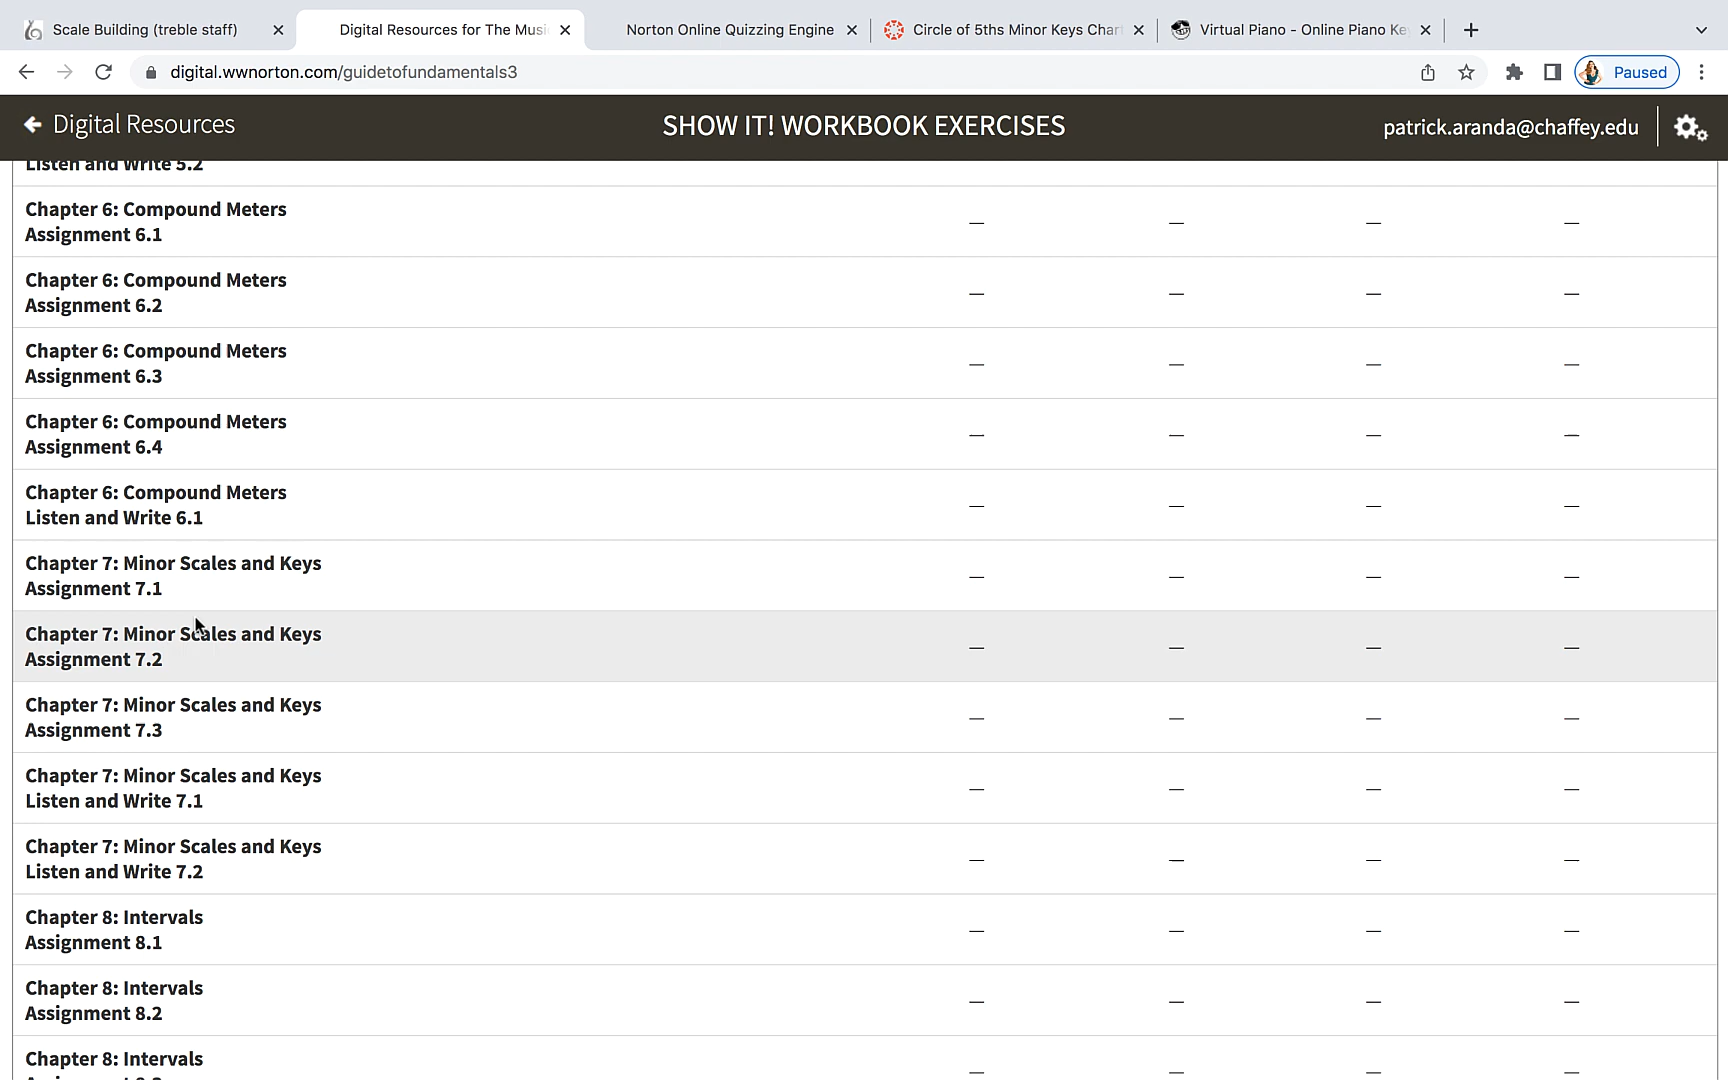 Scale Building (treble staff)
Digital Resources for The Musi
Norton Online Quizzing Engine
Circle of 5ths Minor Keys Chart
Virtual Piano - Online Piano Ke
digital.wwnorton.com/guidetofundamentals3
Paused
Digital Resources
SHOW IT! WORKBOOK EXERCISES
patrick.aranda@chaffey.edu
Listen and Write 5.2
Chapter 6: Compound Meters
Assignment 6.1
— — — —
Chapter 6: Compound Meters
Assignment 6.2
— — — —
Chapter 6: Compound Meters
Assignment 6.3
— — — —
Chapter 6: Compound Meters
Assignment 6.4
— — — —
Chapter 6: Compound Meters
Listen and Write 6.1
— — — —
Chapter 7: Minor Scales and Keys
Assignment 7.1
— — — —
Chapter 7: Minor Scales and Keys
Assignment 7.2
— — — —
Chapter 7: Minor Scales and Keys
Assignment 7.3
— — — —
Chapter 7: Minor Scales and Keys
Listen and Write 7.1
— — — —
Chapter 7: Minor Scales and Keys
Listen and Write 7.2
— — — —
Chapter 8: Intervals
Assignment 8.1
— — — —
Chapter 8: Intervals
Assignment 8.2
— — — —
Chapter 8: Intervals
— — — —